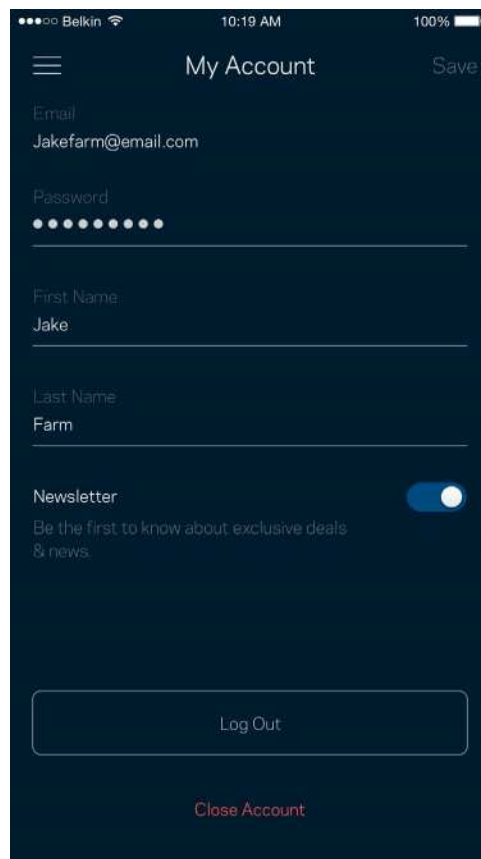 Belkin 10:19 AM 100%
My Account Save
Email
Jakefarm@email.com
Password
●●●●●●●●●
First Name
Jake
Last Name
Farm
Newsletter
Be the first to know about exclusive deals
& news.
Log Out
Close Account